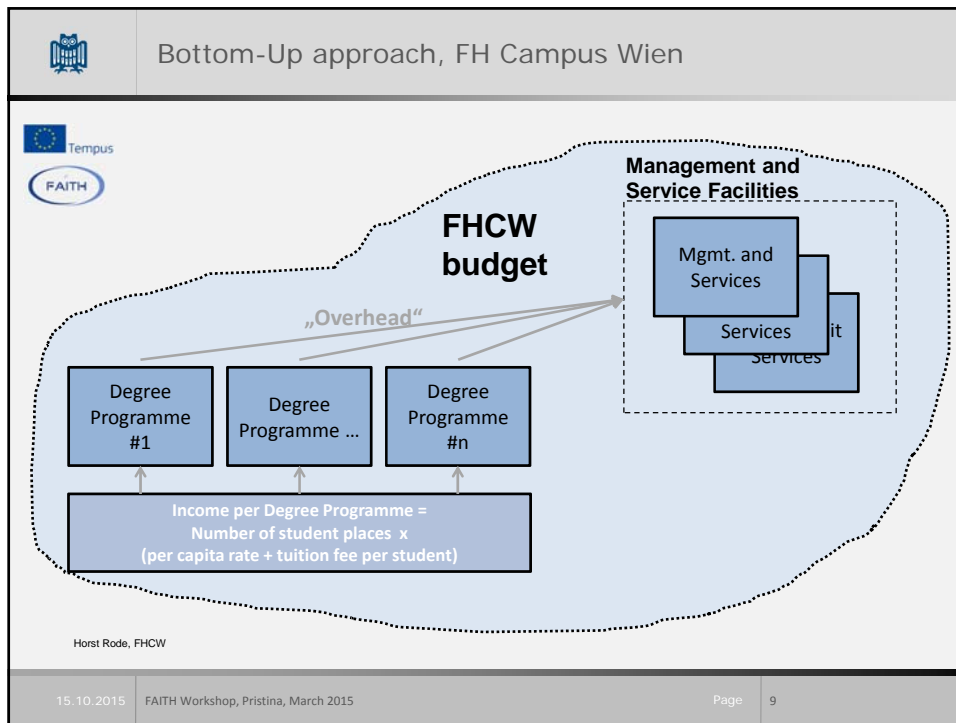 Bottom-Up approach, FH Campus Wien
Tempus
FAITH
Management and
Service Facilities
FHCW
budget
Mgmt. and
Services
Services
it
Services
„Overhead“
Degree
Programme
#1
Degree
Programme ...
Degree
Programme
#n
Income per Degree Programme =
Number of student places x
(per capita rate + tuition fee per student)
Horst Rode, FHCW
15.10.2015 FAITH Workshop, Pristina, March 2015 Page 9